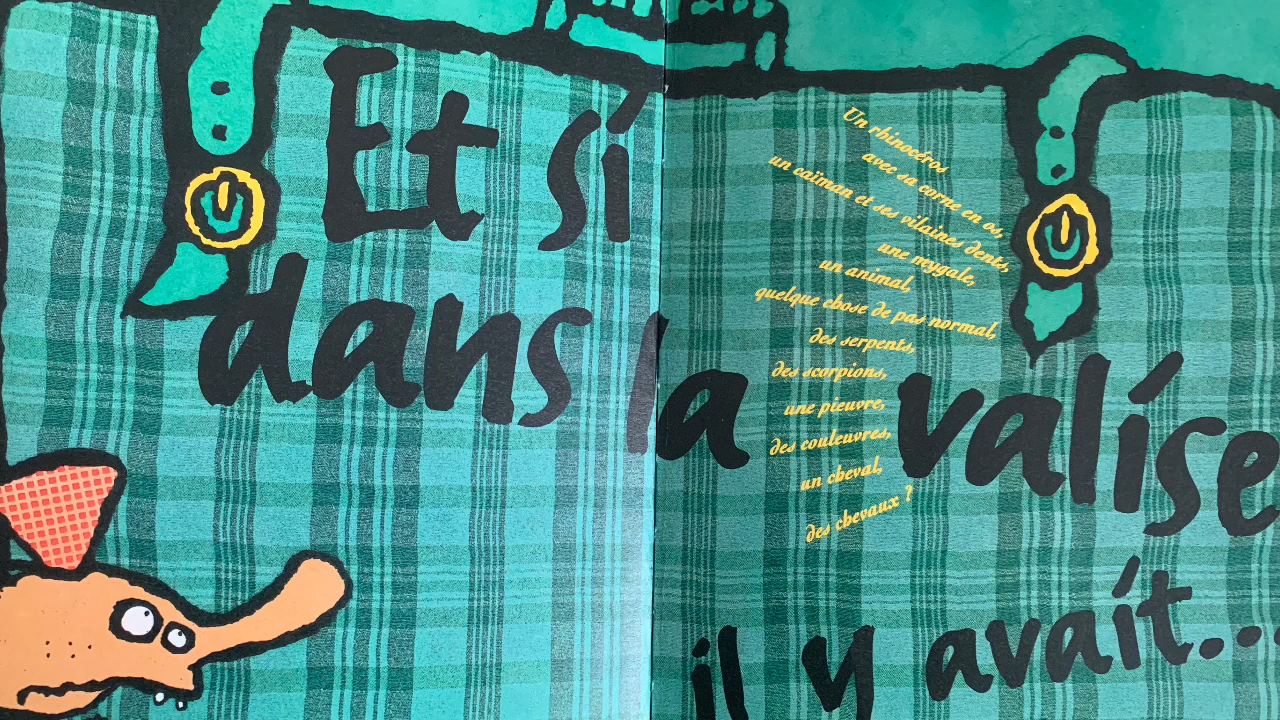 Et si
dans la valise
il y avait...
Un rhinocéros
avec sa corne en os,
un caïman et ses vilaines dents,
une mygale,
un animal,
quelque chose de pas normal,
des serpents,
des scorpions,
une pieuvre,
des couleuvres,
un cheval,
des chevaux ?